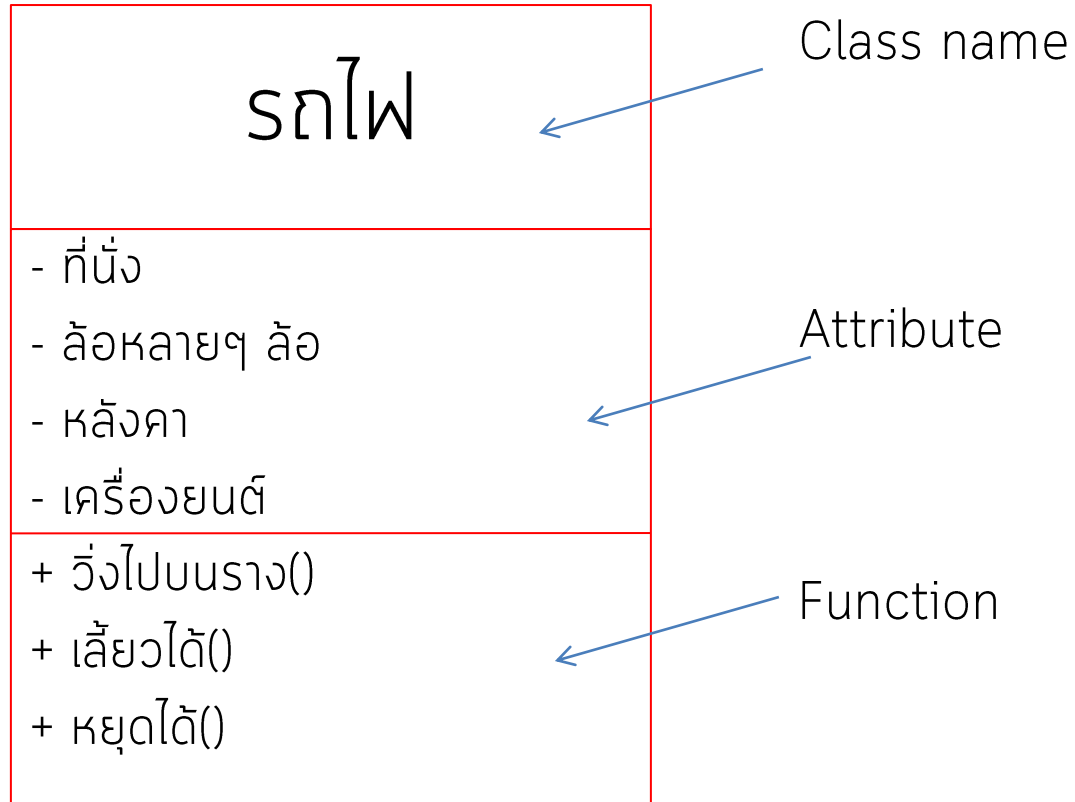 รถไฟ
Class name
- ที่นั่ง
- ล้อหลายๆ ล้อ
- หลังคา
- เครื่องยนต์
Attribute
+ วิ่งไปบนราง()
+ เลี้ยวได้()
+ หยุดได้()
Function